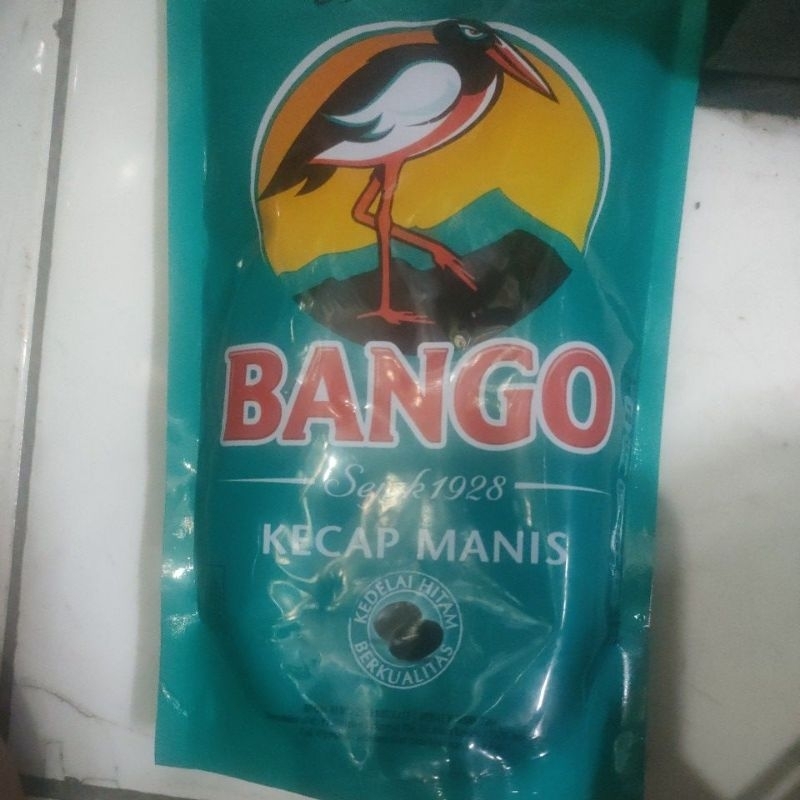 BANGO
Sejak 1928
KECAP MANIS
KEDELAI HITAM
BERKUALITAS